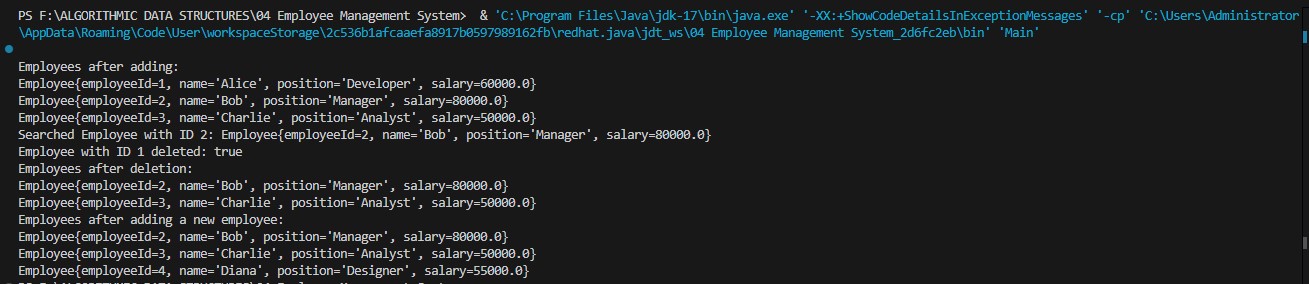 PS F:\ALGORITHMIC DATA STRUCTURES\04 Employee Management System>  & 'C:\Program Files\Java\jdk-17\bin\java.exe' '-XX:+ShowCodeDetailsInExceptionMessages' '-cp' 'C:\Users\Administrator
\AppData\Roaming\Code\User\workspaceStorage\2c536b1afcaaefa8917b0597989162fb\redhat.java\jdt_ws\04 Employee Management System_2d6fc2eb\bin' 'Main'
Employees after adding:
Employee{employeeId=1, name='Alice', position='Developer', salary=60000.0}
Employee{employeeId=2, name='Bob', position='Manager', salary=80000.0}
Employee{employeeId=3, name='Charlie', position='Analyst', salary=50000.0}
Searched Employee with ID 2: Employee{employeeId=2, name='Bob', position='Manager', salary=80000.0}
Employee with ID 1 deleted: true
Employees after deletion:
Employee{employeeId=2, name='Bob', position='Manager', salary=80000.0}
Employee{employeeId=3, name='Charlie', position='Analyst', salary=50000.0}
Employees after adding a new employee:
Employee{employeeId=2, name='Bob', position='Manager', salary=80000.0}
Employee{employeeId=3, name='Charlie', position='Analyst', salary=50000.0}
Employee{employeeId=4, name='Diana', position='Designer', salary=55000.0}